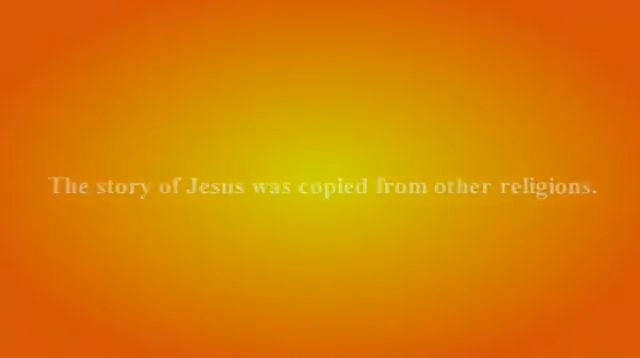 The story of Jesus was copied from other religions.